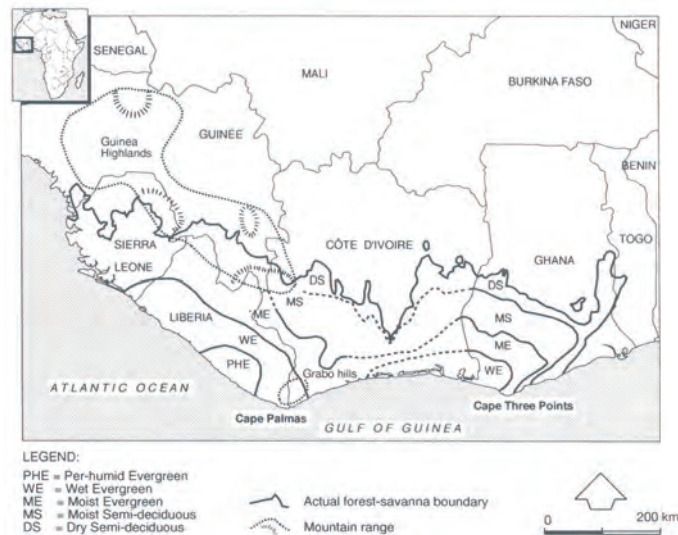 NIGER
SENEGAL
MALI
BURKINA FASO
GUINÉE
Guinea
Highlands
BENIN
TOGO
SIERRA
LEONE
CÔTE D'IVOIRE
GHANA
DS
DS
MS
MS
ME
ME
LIBERIA
WE
WE
PHE
Grabo hills
ATLANTIC OCEAN
Cape Palmas
Cape Three Points
GULF OF GUINEA
LEGEND:
PHE = Per-humid Evergreen
WE = Wet Evergreen
ME = Moist Evergreen
MS = Moist Semi-deciduous
DS = Dry Semi-deciduous
Actual forest-savanna boundary
Mountain range
0 200 km